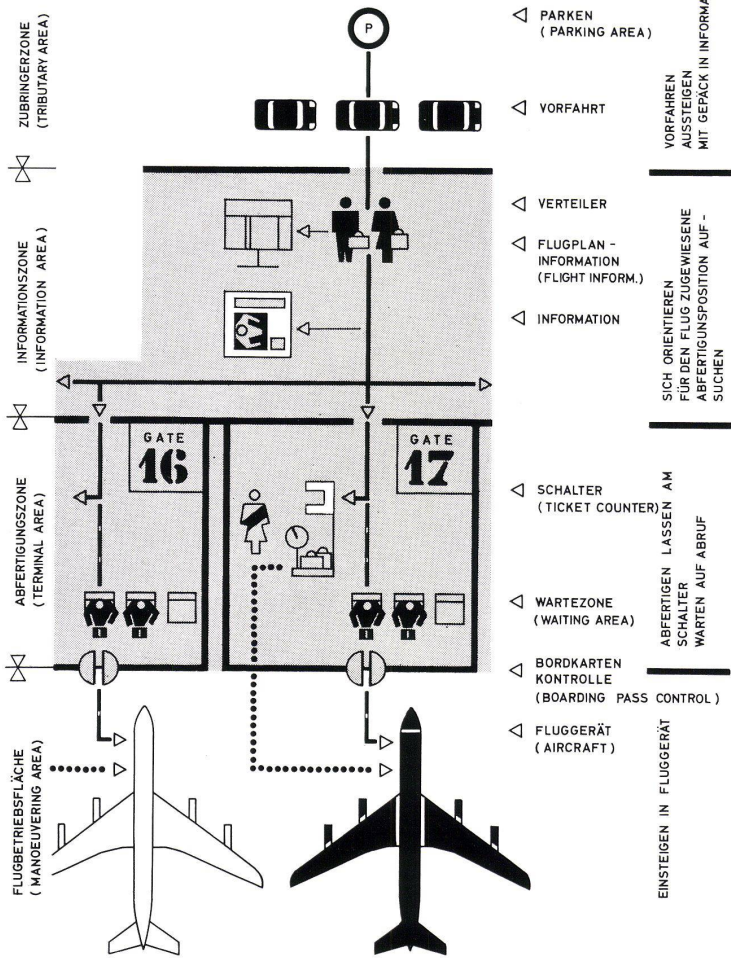 ZUBRINGERZONE
(TRIBUTARY AREA)
INFORMATIONSZONE
(INFORMATION AREA)
ABFERTIGUNGSZONE
(TERMINAL AREA)
FLUGBETRIEBSFLÄCHE
(MANOEUVERING AREA)
P
GATE
16
GATE
17
PARKEN
(PARKING AREA)
VORFAHRT
VERTEILER
FLUGPLAN -
INFORMATION
(FLIGHT INFORM.)
INFORMATION
SCHALTER
(TICKET COUNTER)
WARTEZONE
(WAITING AREA)
BORDKARTEN
KONTROLLE
(BOARDING PASS CONTROL)
FLUGGERÄT
(AIRCRAFT)
VORFAHREN
AUSSTEIGEN
MIT GEPÄCK IN
SICH ORIENTIEREN
FÜR DEN FLUG ZUGEWIESENE
ABFERTIGUNSPOSITION AUF -
SUCHEN
ABFERTIGEN LASSEN AM
SCHALTER
WARTEN AUF ABRUF
EINSTEIGEN IN FLUGGERÄT